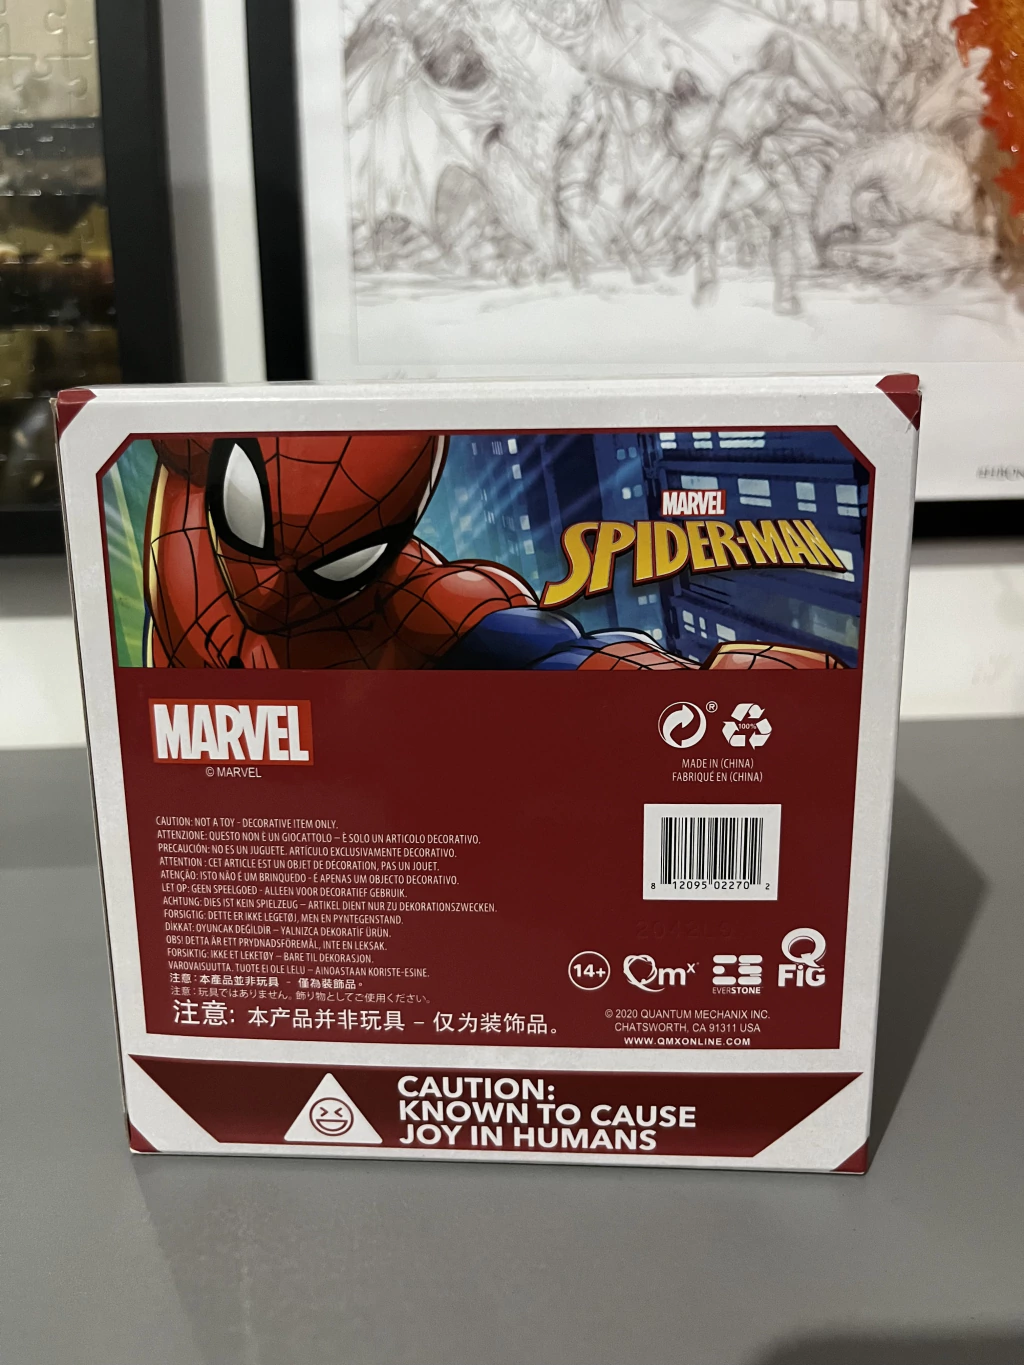 MARVEL
SPIDER-MAN
MARVEL
© MARVEL
®
100%
MADE IN (CHINA)
FABRIQUÉ EN (CHINA)
CAUTION: NOT A TOY - DECORATIVE ITEM ONLY.
ATTENZIONE: QUESTO NON È UN GIOCATTOLO – È SOLO UN ARTICOLO DECORATIVO.
PRECAUCIÓN: NO ES UN JUGUETE. ARTÍCULO EXCLUSIVAMENTE DECORATIVO.
ATTENTION : CET ARTICLE EST UN OBJET DE DÉCORATION, PAS UN JOUET.
ATENÇÃO: ISTO NÃO É UM BRINQUEDO - É APENAS UM OBJECTO DECORATIVO.
LET OP: GEEN SPEELGOED - ALLEEN VOOR DECORATIEF GEBRUIK.
ACHTUNG: DIES IST KEIN SPIELZEUG – ARTIKEL DIENT NUR ZU DEKORATIONSZWECKEN.
FORSIGTIG: DETTE ER IKKE LEGETØJ, MEN EN PYNTEGENSTAND.
DİKKAT: OYUNCAK DEĞİLDİR – YALNIZCA DEKORATİF ÜRÜN.
OBS! DETTA ÄR ETT PRYDNADSFÖREMÅL, INTE EN LEKSAK.
FORSIKTIG: IKKE ET LEKETØY – BARE TIL DEKORASJON.
VAROVAISUUTTA. TUOTE EI OLE LELU – AINOASTAAN KORISTE-ESINE.
注意：本產品並非玩具 - 僅為裝飾品。
注意：玩具ではありません。飾り物としてご使用ください。
注意: 本产品并非玩具 – 仅为装饰品。
8 12095 02270 2
14+
Qmx
EVERSTONE
Q FiG
© 2020 QUANTUM MECHANIX INC.
CHATSWORTH, CA 91311 USA
WWW.QMXONLINE.COM
CAUTION:
KNOWN TO CAUSE
JOY IN HUMANS